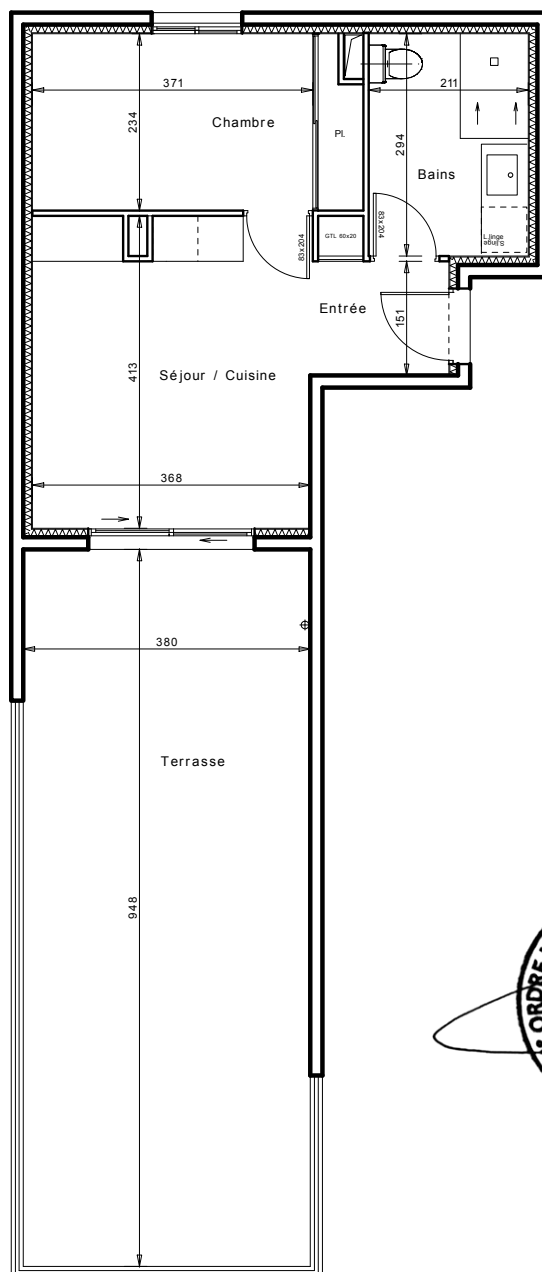 371
211
234
Chambre
Pl.
294
Bains
83x204
GTL 60x20
83x204
L.linge
S.linge
Entrée
151
413
Séjour / Cuisine
368
380
Terrasse
948
ORDRE